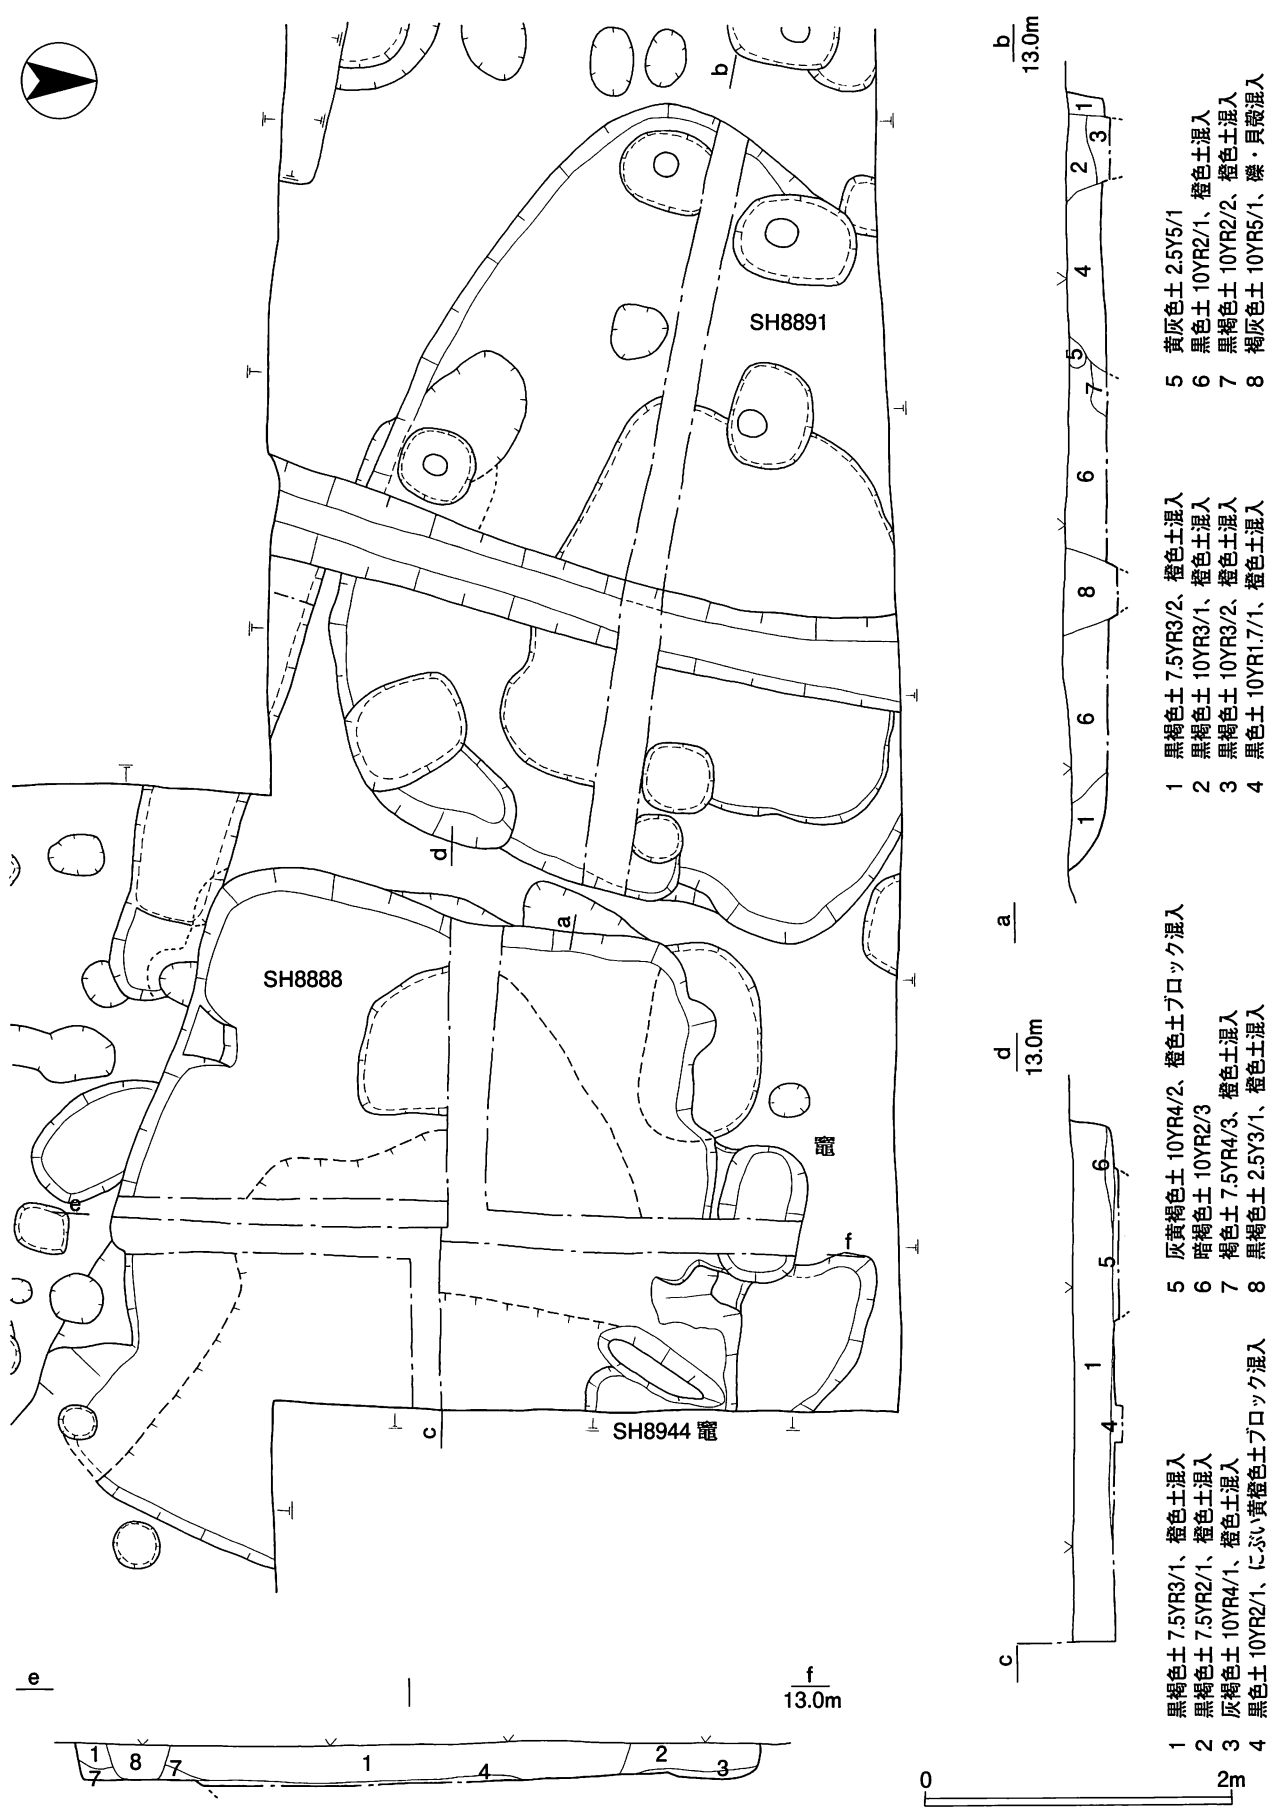 b
13.0m
b
SH8891
d
a
SH8888
竈
e
f
c
SH8944 竈
1
3
2
4
5
7
6
8
6
1
a
1 黒褐色土 7.5YR3/2、橙色土混入
2 黒褐色土 10YR3/1、橙色土混入
3 黒褐色土 10YR3/2、橙色土混入
4 黒色土 10YR1.7/1、橙色土混入
5 黄灰色土 2.5Y5/1
6 黒色土 10YR2/1、橙色土混入
7 黒褐色土 10YR2/2、橙色土混入
8 褐灰色土 10YR5/1、礫・貝殻混入
d
13.0m
6
5
1
4
c
1 黒褐色土 7.5YR3/1、橙色土混入
2 黒褐色土 7.5YR2/1、橙色土混入
3 灰褐色土 10YR4/1、橙色土混入
4 黒色土 10YR2/1、にぶい黄橙色土ブロック混入
5 灰黄褐色土 10YR4/2、橙色土ブロック混入
6 暗褐色土 10YR2/3
7 褐色土 7.5YR4/3、橙色土混入
8 黒褐色土 2.5Y3/1、橙色土混入
e
f
13.0m
1
8
7
7
1
4
2
3
0
2m